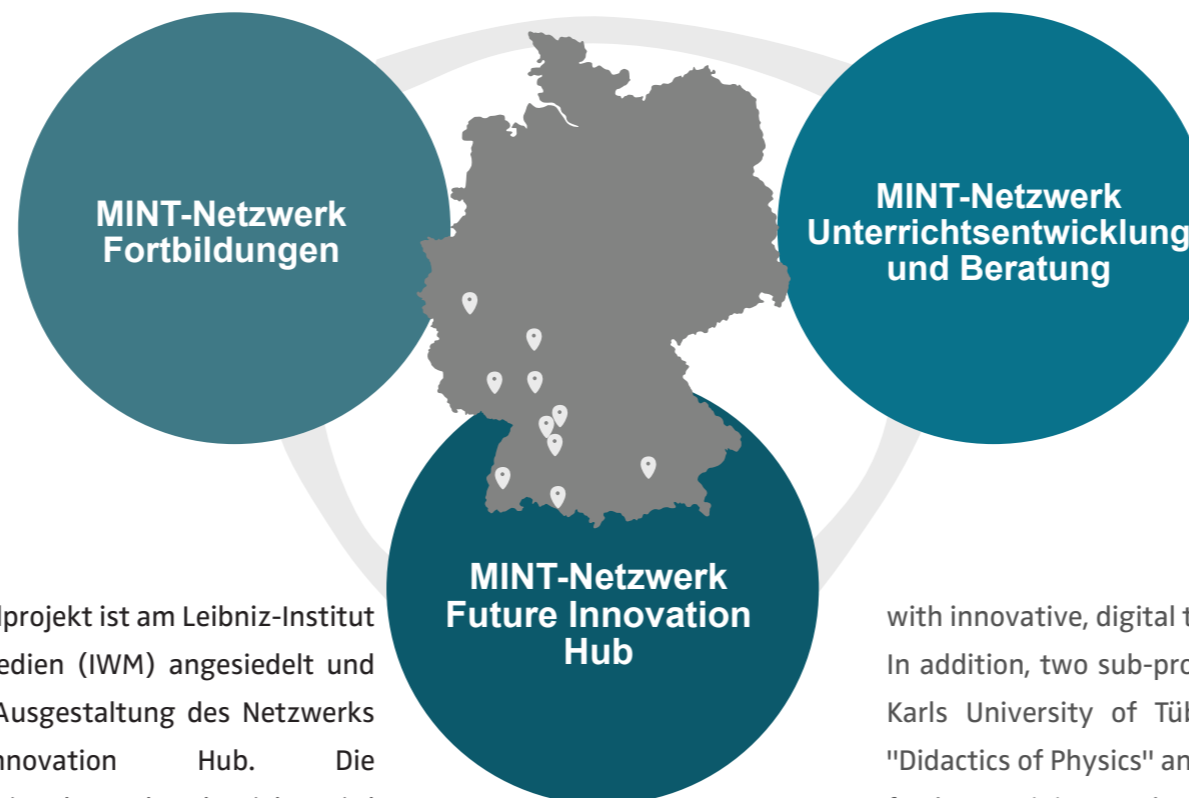 MINT-Netzwerk
Fortbildungen
MINT-Netzwerk
Unterrichtsentwicklung
und Beratung
MINT-Netzwerk
Future Innovation
Hub
projekt ist am Leibniz-Institut
edien (IWM) angesiedelt und
Ausgestaltung des Netzwerks
nnovation Hub. Die
with innovative, digital t
In addition, two sub-pro
Karls University of Tüb
"Didactics of Physics" an